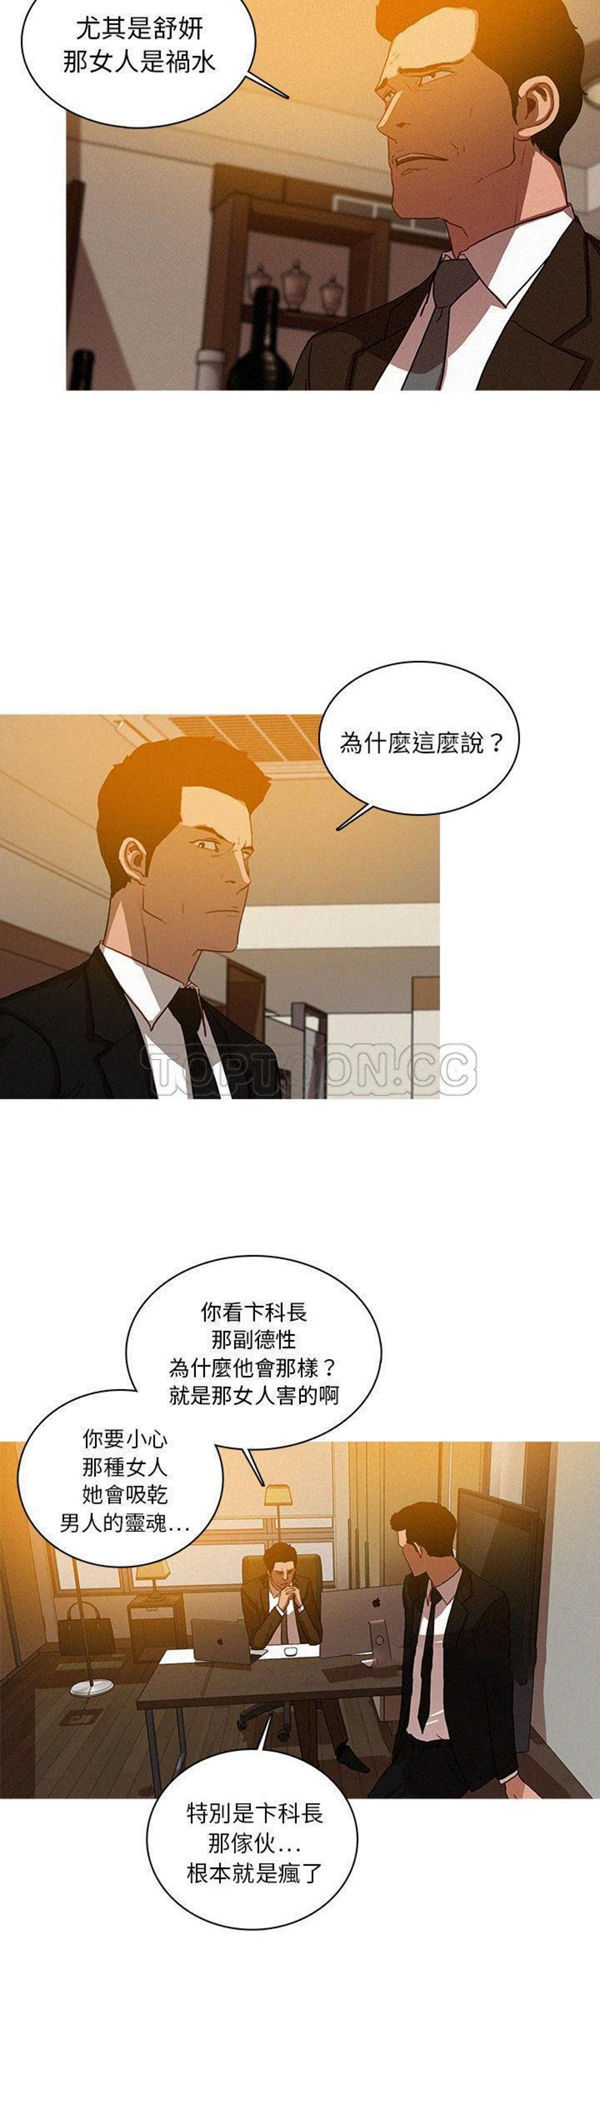 尤其是舒妍
那女人是禍水
為什麼這麼說？
TOPTOON.CC
你看卞科長
那副德性
為什麼他會那樣？
就是那女人害的啊
你要小心
那種女人
她會吸乾
男人的靈魂...
特別是卞科長
那傢伙...
根本就是瘋了